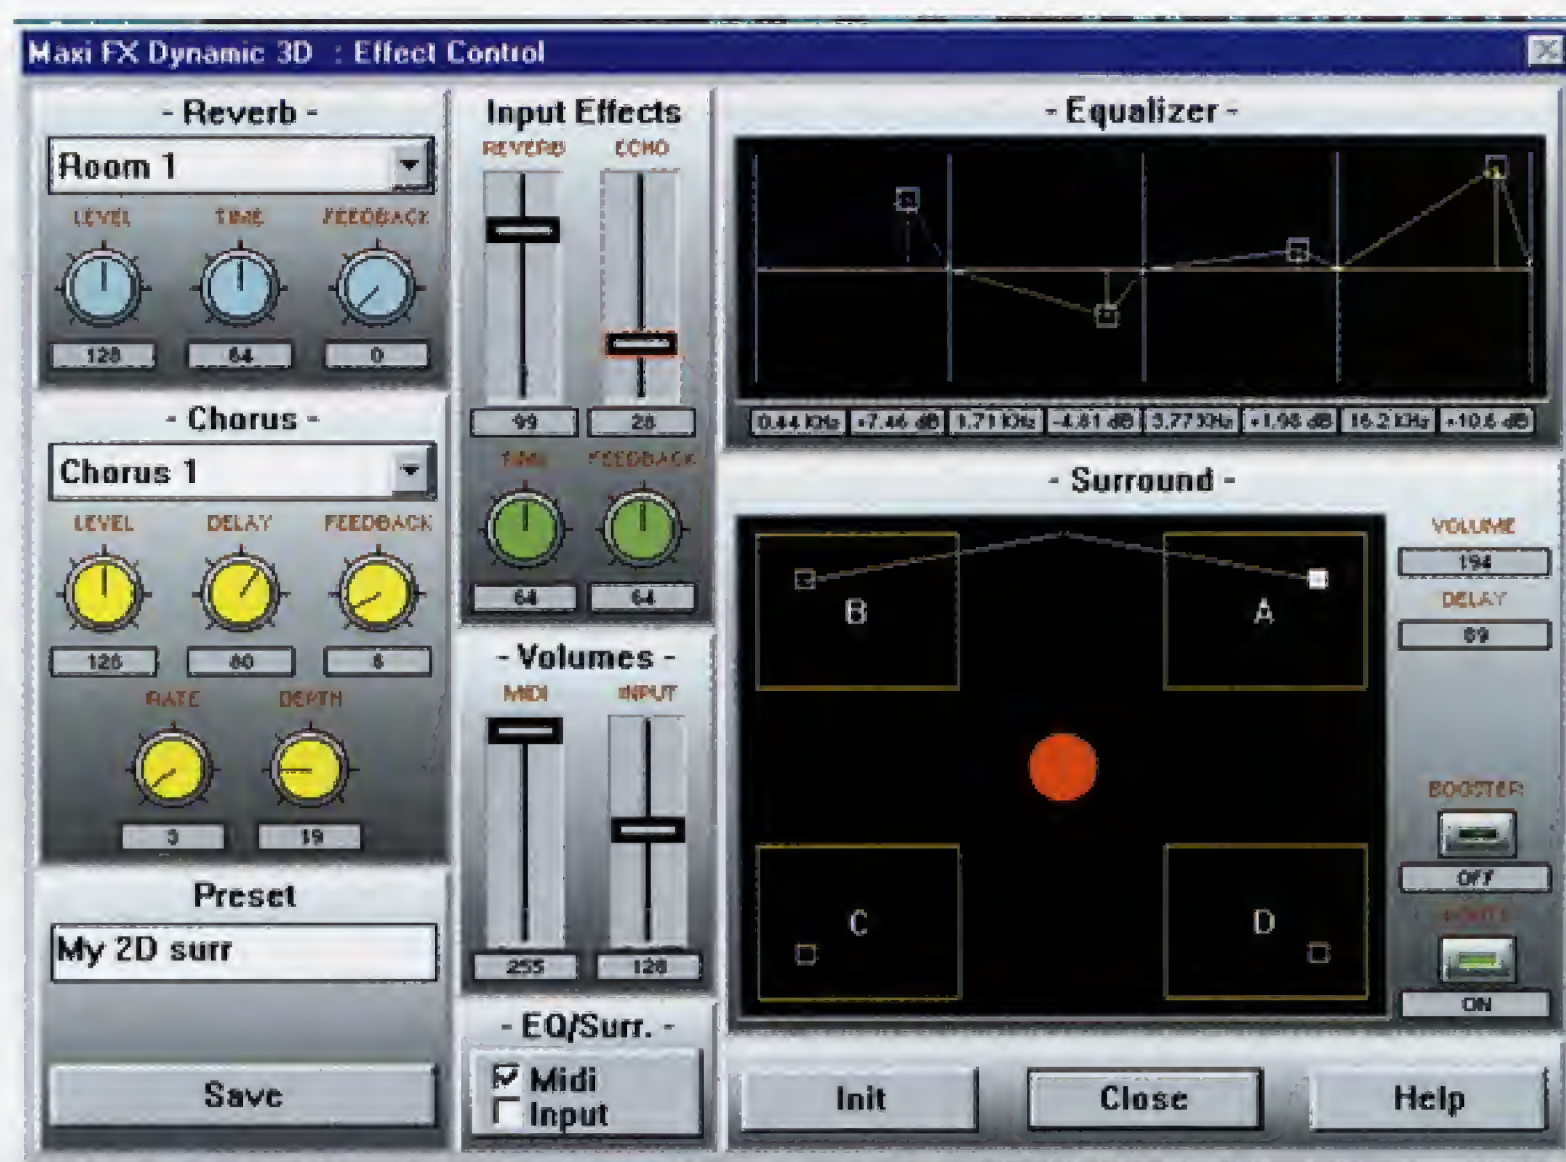 Maxi FX Dynamic 3D : Effect Control
- Reverb -
Room 1
LEVEL TIME FEEDBACK
128 64 0
- Chorus -
Chorus 1
LEVEL DELAY FEEDBACK
128 80 8
RATE DEPTH
3 19
Preset
My 2D surr
Save
Input Effects
REVERB ECHO
99 28
TIME FEEDBACK
64 64
- Volumes -
MIDI INPUT
255 128
- EQ/Surr. -
Midi
Input
- Equalizer -
0.44 KHz +7.46 dB 1.71 KHz -4.81 dB 3.77 KHz +1.98 dB 16.2 KHz +10.6 dB
- Surround -
B A
C D
VOLUME
194
DELAY
89
BOOSTER
OFF
ON
Init Close Help